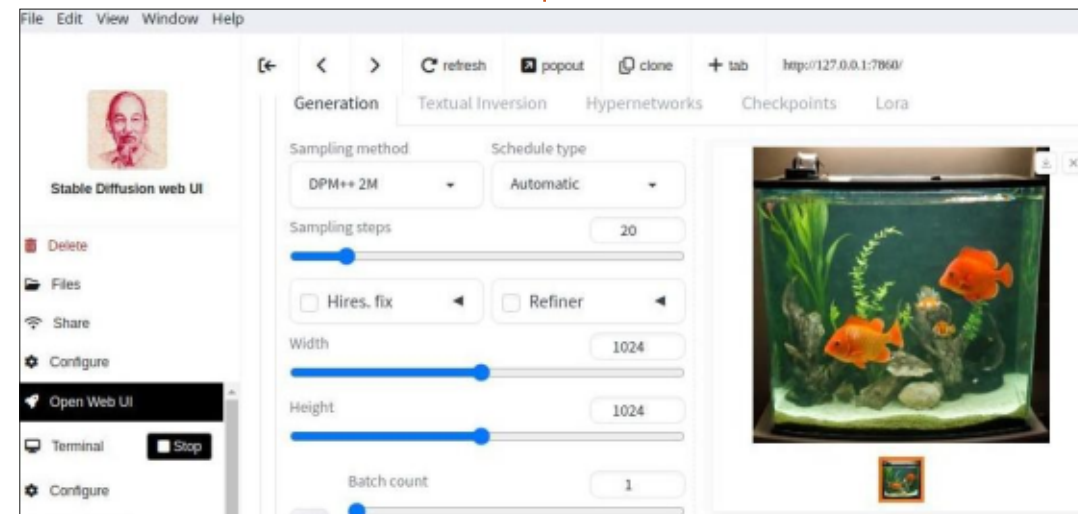 File Edit View Window Help
refresh popout clone tab http://127.0.0.1:7860/
Generation Textual Inversion Hypernetworks Checkpoints Lora
Stable Diffusion web UI
Delete
Files
Share
Configure
Open Web UI
Terminal Stop
Configure
Sampling method Schedule type
DPM++ 2M Automatic
Sampling steps 20
Hires. fix Refiner
Width 1024
Height 1024
Batch count 1